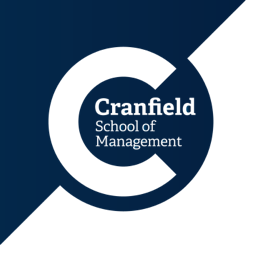 Cranfield
School of
Management